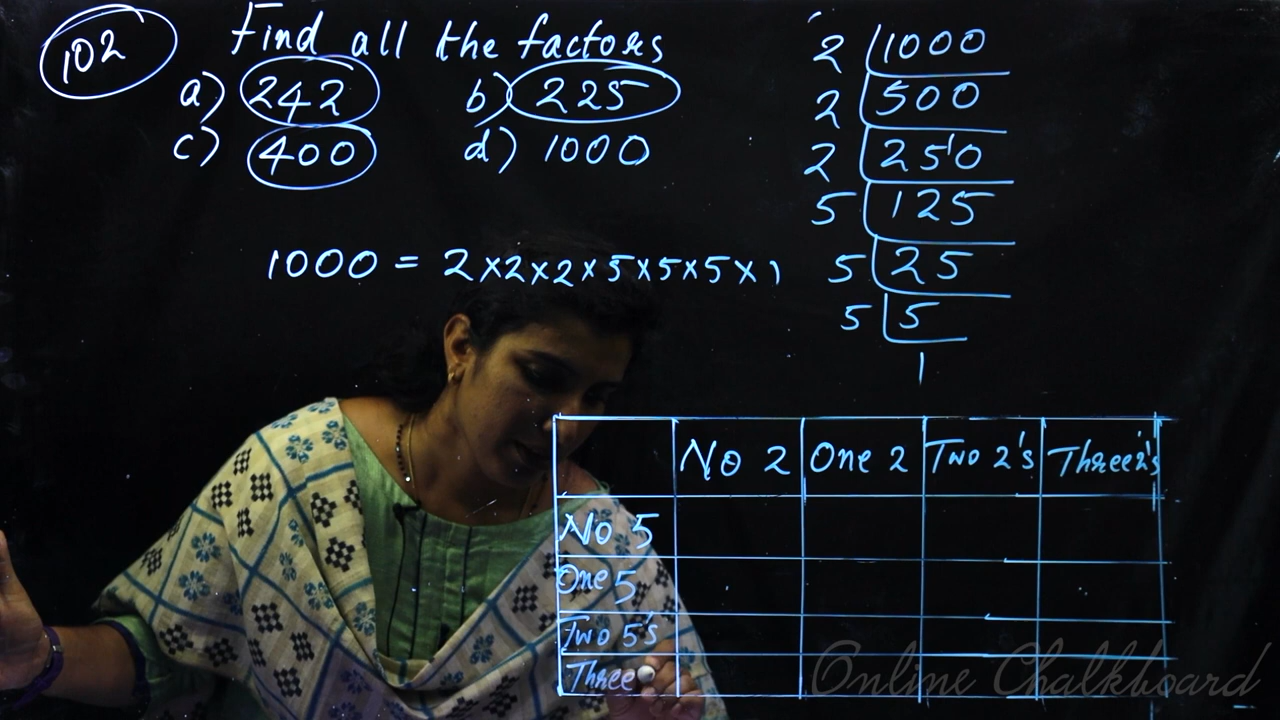 102
Find all the factors
a) 242 b) 225
c) 400 d) 1000
1000 = 2×2×2×5×5×5×1
2 1000
2 500
2 250
5 125
5 25
5 5
1
No 2 One 2 Two 2's Three 2's
No 5
One 5
Two 5's
Three
Online Chalkboard